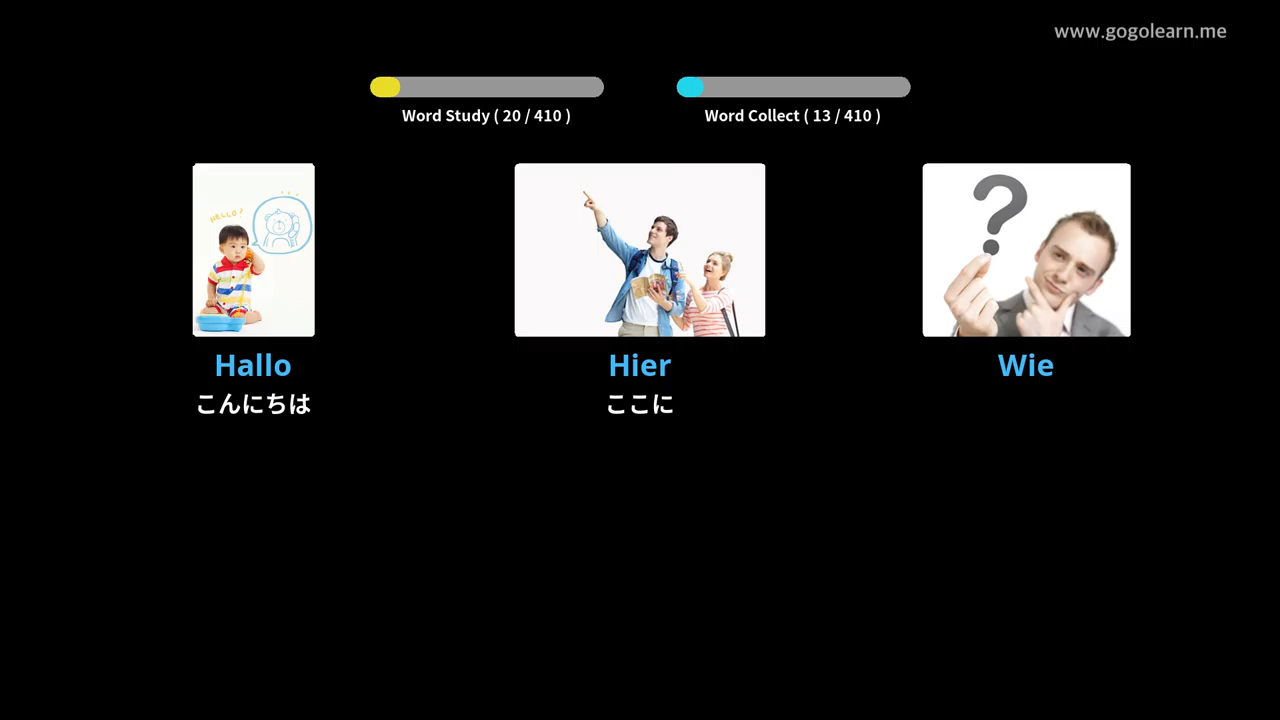 www.gogolearn.me
Word Study ( 20 / 410 )
Word Collect ( 13 / 410 )
HELLO?
Hallo
Hier
Wie
こんにちは
ここに